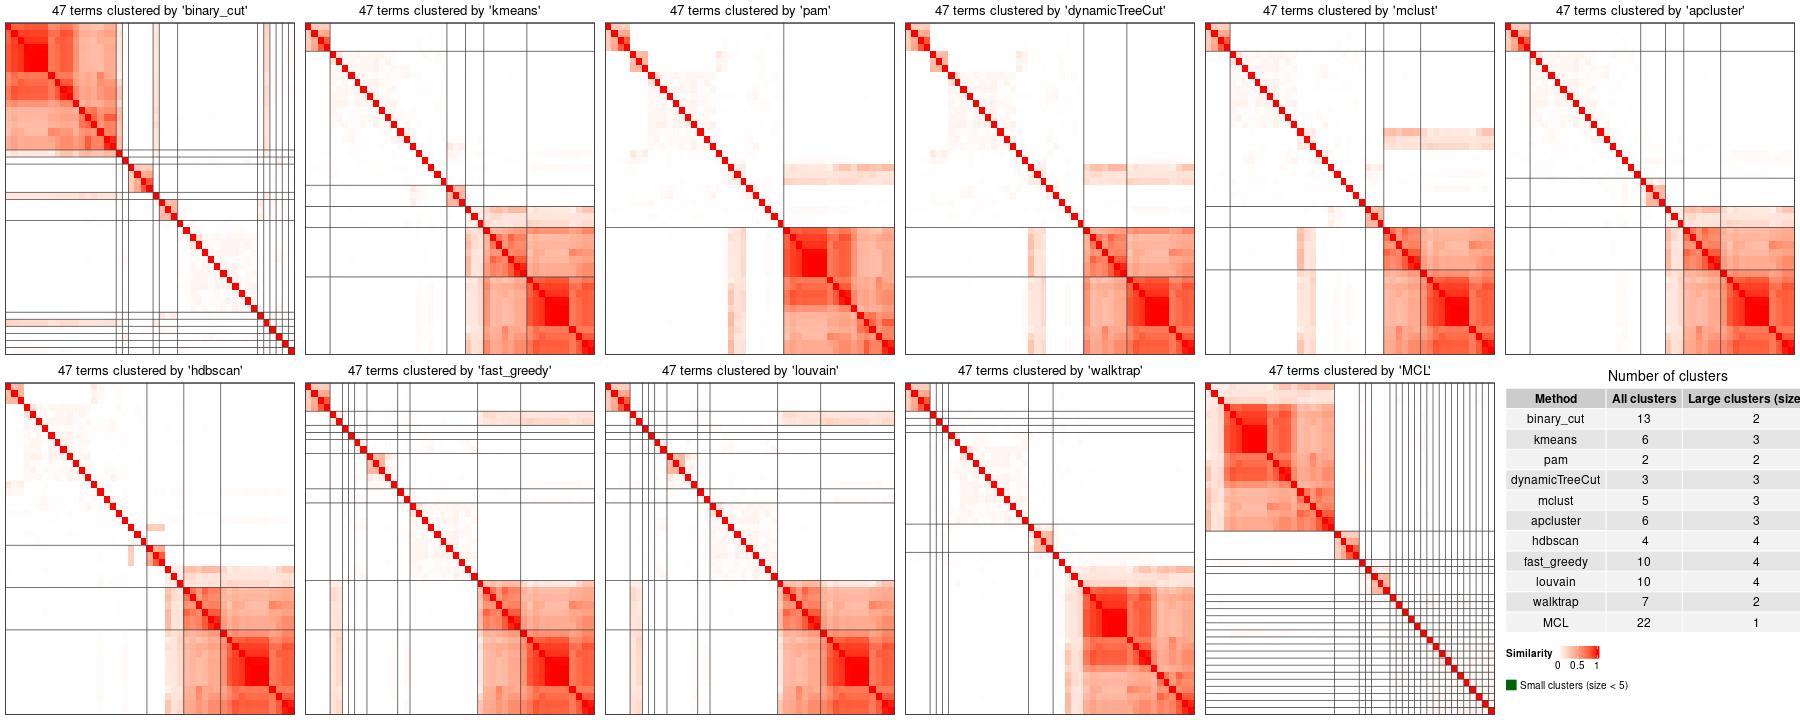 47 terms clustered by 'binary_cut'
47 terms clustered by 'kmeans'
47 terms clustered by 'pam'
47 terms clustered by 'dynamicTreeCut'
47 terms clustered by 'mclust'
47 terms clustered by 'apcluster'
47 terms clustered by 'hdbscan'
47 terms clustered by 'fast_greedy'
47 terms clustered by 'louvain'
47 terms clustered by 'walktrap'
47 terms clustered by 'MCL'
Number of clusters
Method All clusters Large clusters (size
binary_cut 13 2
kmeans 6 3
pam 2 2
dynamicTreeCut 3 3
mclust 5 3
apcluster 6 3
hdbscan 4 4
fast_greedy 10 4
louvain 10 4
walktrap 7 2
MCL 22 1
Similarity
0 0.5 1
Small clusters (size < 5)